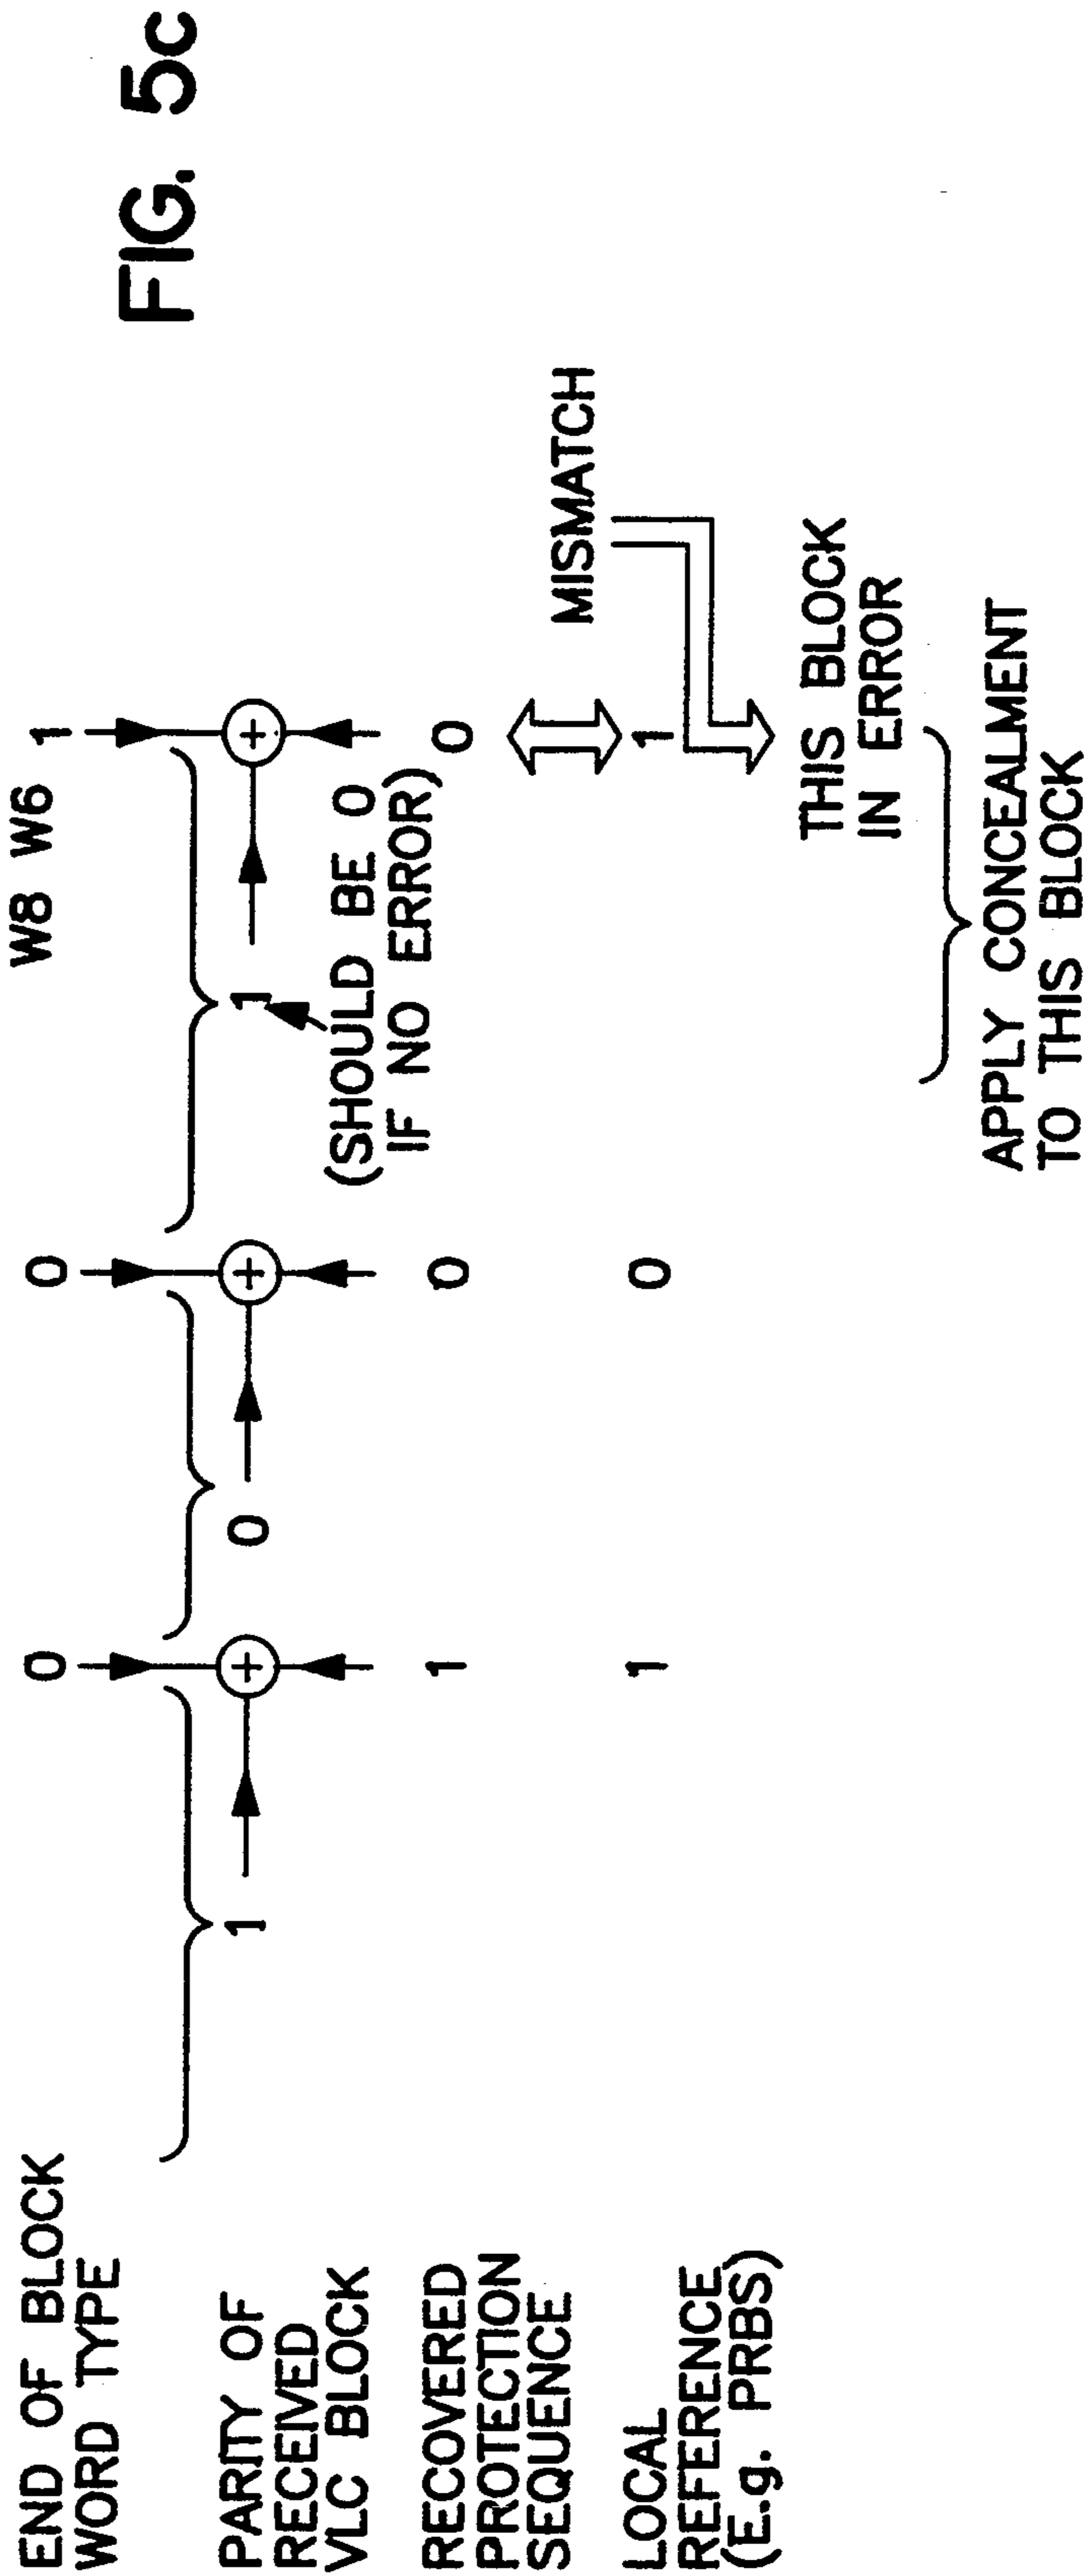 FIG. 5c
END OF BLOCK
WORD TYPE
0
0
W8 W6
1
PARITY OF
RECEIVED
VLC BLOCK
1
+
0
+
1
+
(SHOULD BE 0
IF NO ERROR)
RECOVERED
PROTECTION
SEQUENCE
1
0
0
MISMATCH
LOCAL
REFERENCE
(E.g. PRBS)
1
0
1
THIS BLOCK
IN ERROR
APPLY CONCEALMENT
TO THIS BLOCK